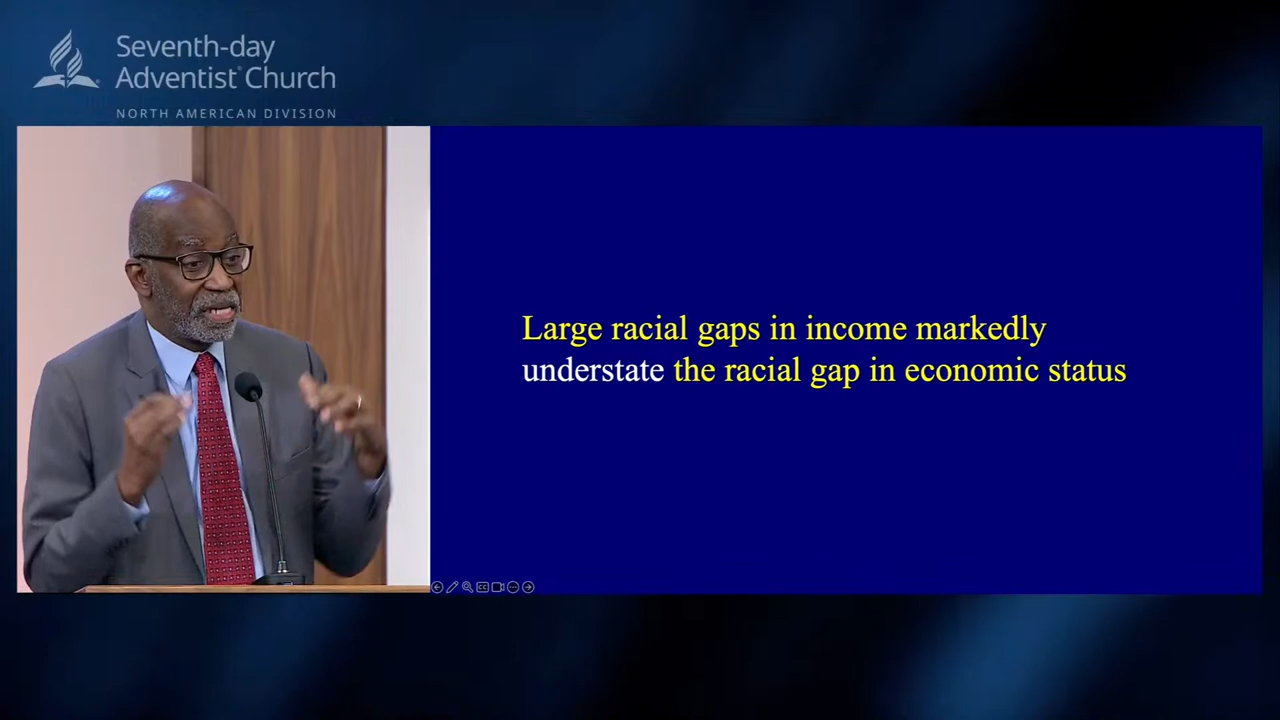 Seventh-day
Adventist® Church
NORTH AMERICAN DIVISION
Large racial gaps in income markedly
understate the racial gap in economic status